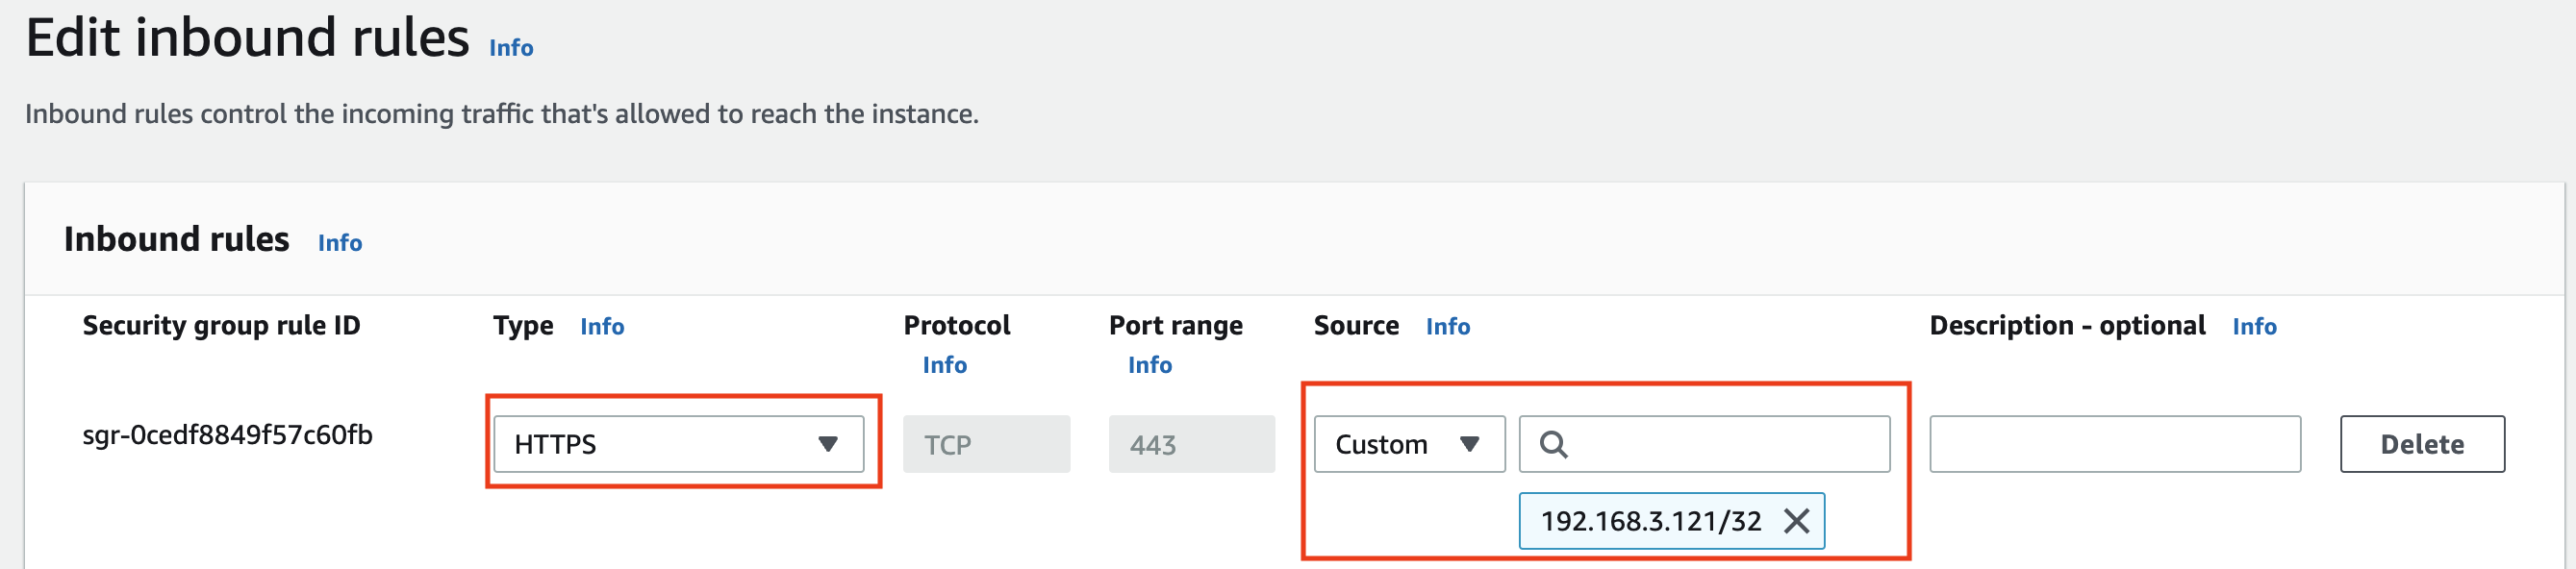 Edit inbound rules Info
Inbound rules control the incoming traffic that's allowed to reach the instance.
Inbound rules Info
Security group rule ID Type Info Protocol Info Port range Info Source Info Description - optional Info
sgr-0cedf8849f57c60fb HTTPS TCP 443 Custom Delete
192.168.3.121/32